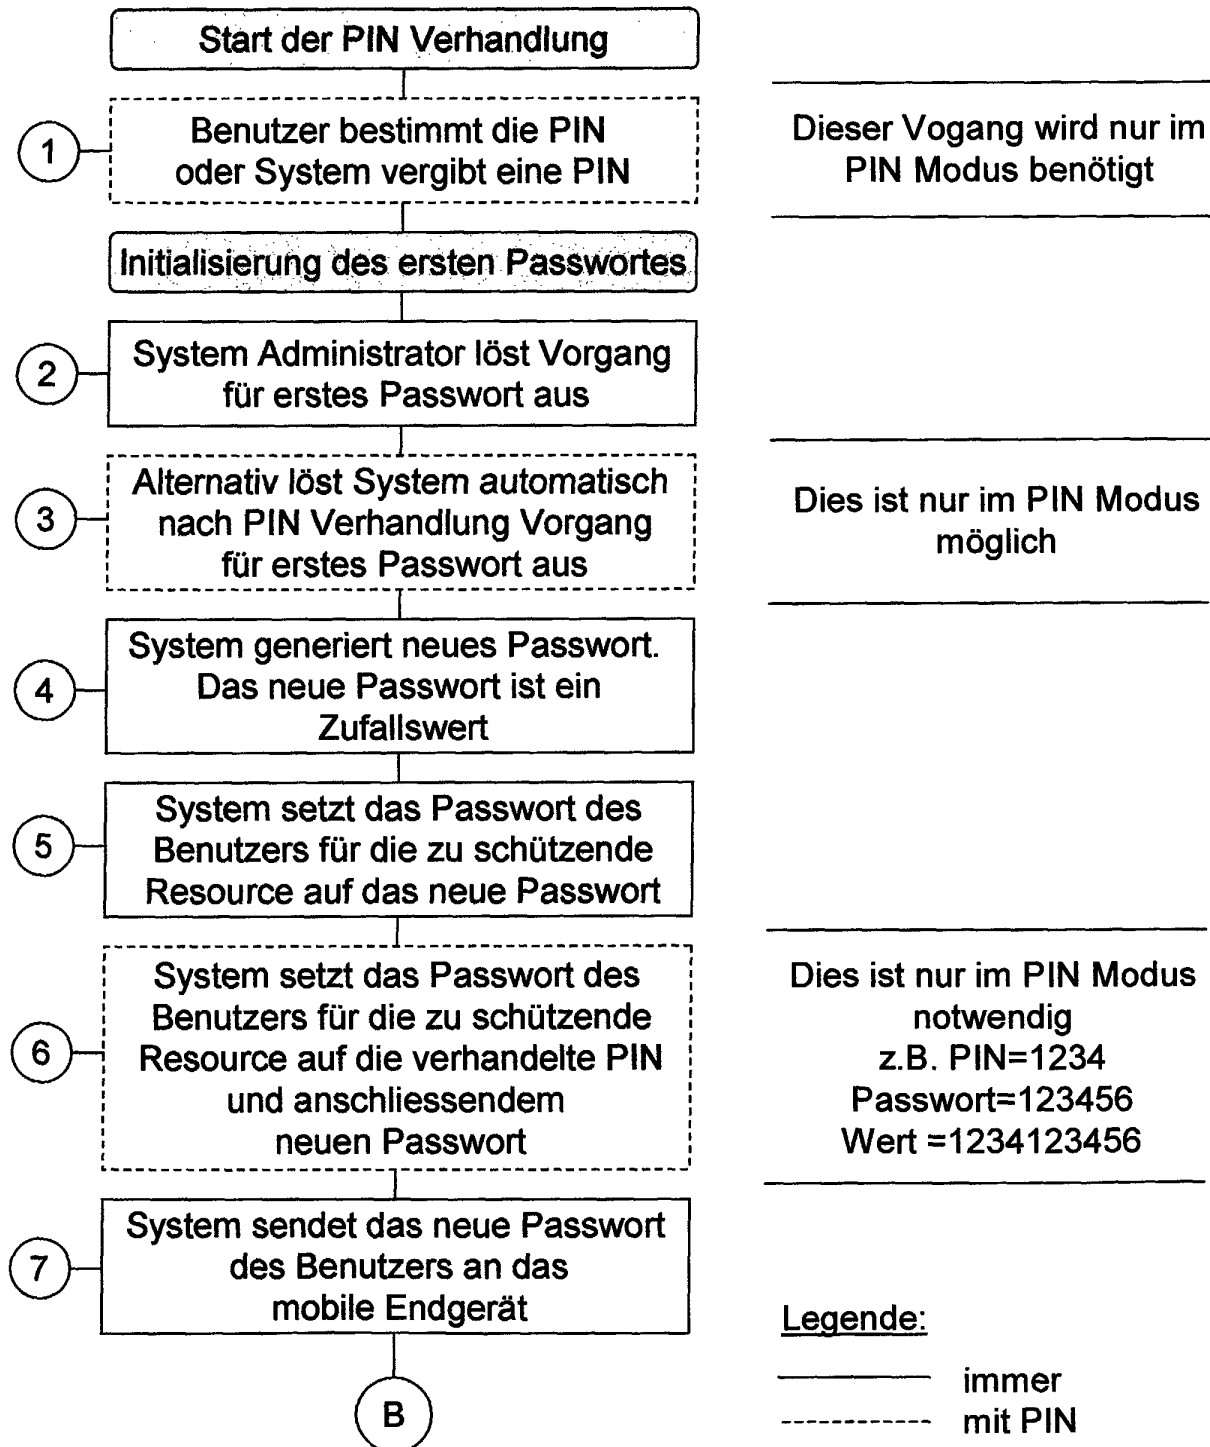 Start der PIN Verhandlung
1
Benutzer bestimmt die PIN
oder System vergibt eine PIN
Dieser Vogang wird nur im
PIN Modus benötigt
Initialisierung des ersten Passwortes
2
System Administrator löst Vorgang
für erstes Passwort aus
3
Alternativ löst System automatisch
nach PIN Verhandlung Vorgang
für erstes Passwort aus
Dies ist nur im PIN Modus
möglich
4
System generiert neues Passwort.
Das neue Passwort ist ein
Zufallswert
5
System setzt das Passwort des
Benutzers für die zu schützende
Resource auf das neue Passwort
6
System setzt das Passwort des
Benutzers für die zu schützende
Resource auf die verhandelte PIN
und anschliessendem
neuen Passwort
Dies ist nur im PIN Modus
notwendig
z.B. PIN=1234
Passwort=123456
Wert =1234123456
7
System sendet das neue Passwort
des Benutzers an das
mobile Endgerät
B
Legende:
immer
mit PIN